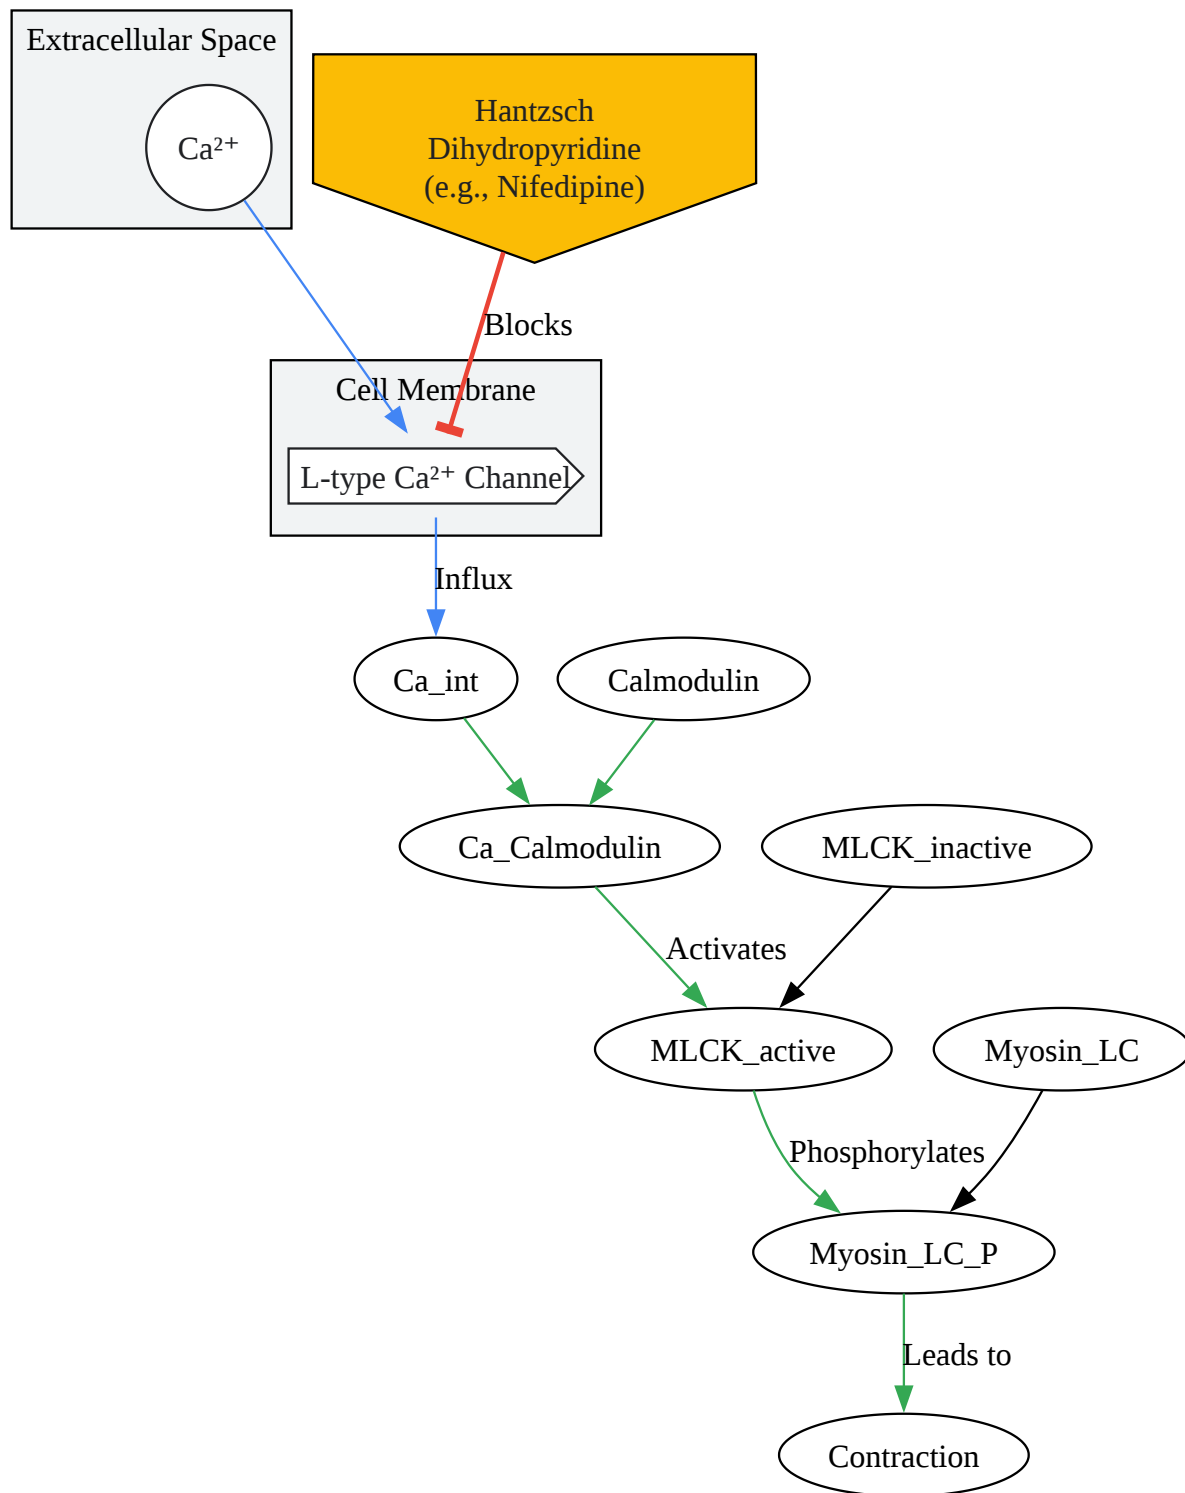 Extracellular Space
Ca²⁺
Hantzsch
Dihydropyridine
(e.g., Nifedipine)
Blocks
Cell Membrane
L-type Ca²⁺ Channel
Influx
Ca_int
Calmodulin
Ca_Calmodulin
MLCK_inactive
Activates
MLCK_active
Myosin_LC
Phosphorylates
Myosin_LC_P
Leads to
Contraction